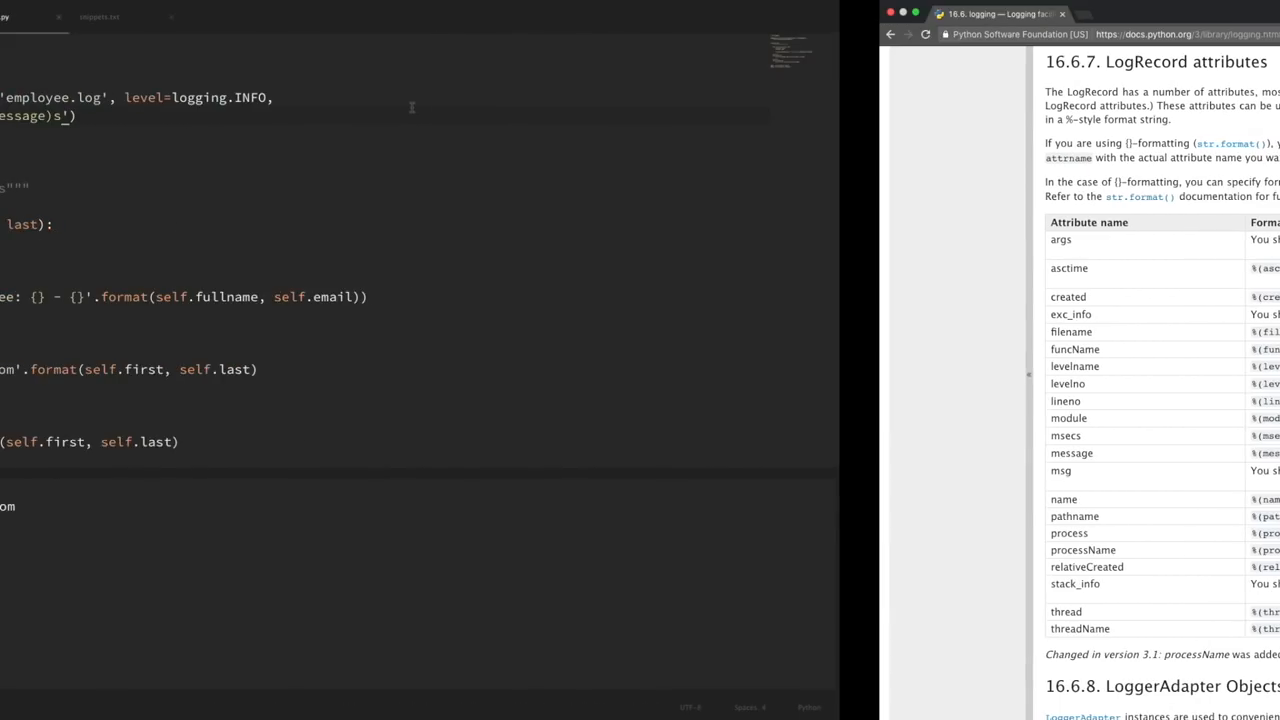 .py
snippets.txt
'employee.log', level=logging.INFO,
essage)s')
s"""
last):
ee: {} - {}'.format(self.fullname, self.email))
om'.format(self.first, self.last)
(self.first, self.last)
om
UTF-8
Spaces: 4
Python
16.6. logging — Logging facil
Python Software Foundation [US]
https://docs.python.org/3/library/logging.html
16.6.7. LogRecord attributes
The LogRecord has a number of attributes, mos
LogRecord attributes.) These attributes can be u
in a %-style format string.
If you are using {}-formatting (str.format()), y
attrname with the actual attribute name you wa
In the case of {}-formatting, you can specify form
Refer to the str.format() documentation for fu
Attribute name Forma
args You sh
asctime %(asc
created %(cre
exc_info You sh
filename %(fil
funcName %(fun
levelname %(lev
levelno %(lev
lineno %(lin
module %(mod
msecs %(mse
message %(mes
msg You sh
name %(nam
pathname %(pat
process %(pro
processName %(pro
relativeCreated %(rel
stack_info You sh
thread %(thr
threadName %(thr
Changed in version 3.1: processName was added
16.6.8. LoggerAdapter Objects
LoggerAdapter instances are used to convenien